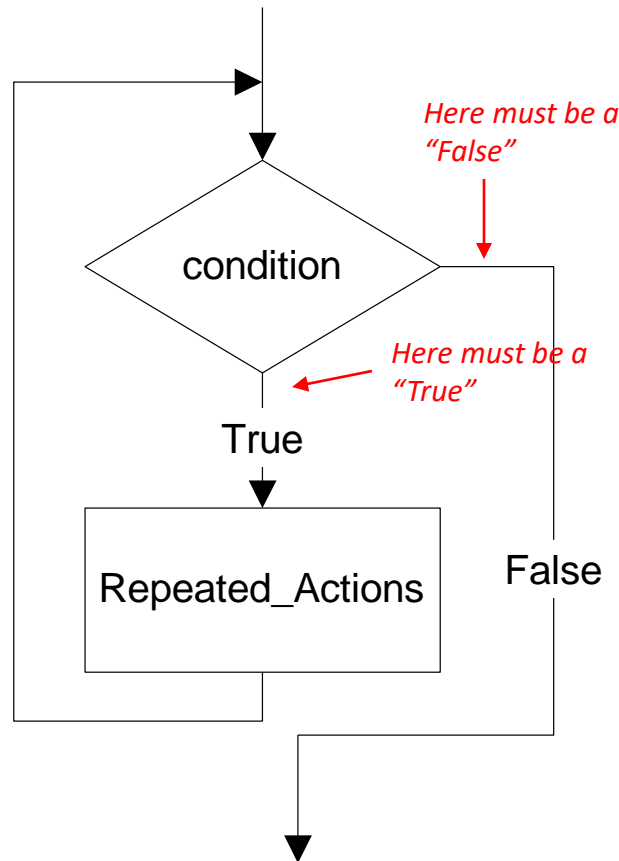 Here must be a
“False”
condition
Here must be a
“True”
True
Repeated_Actions
False